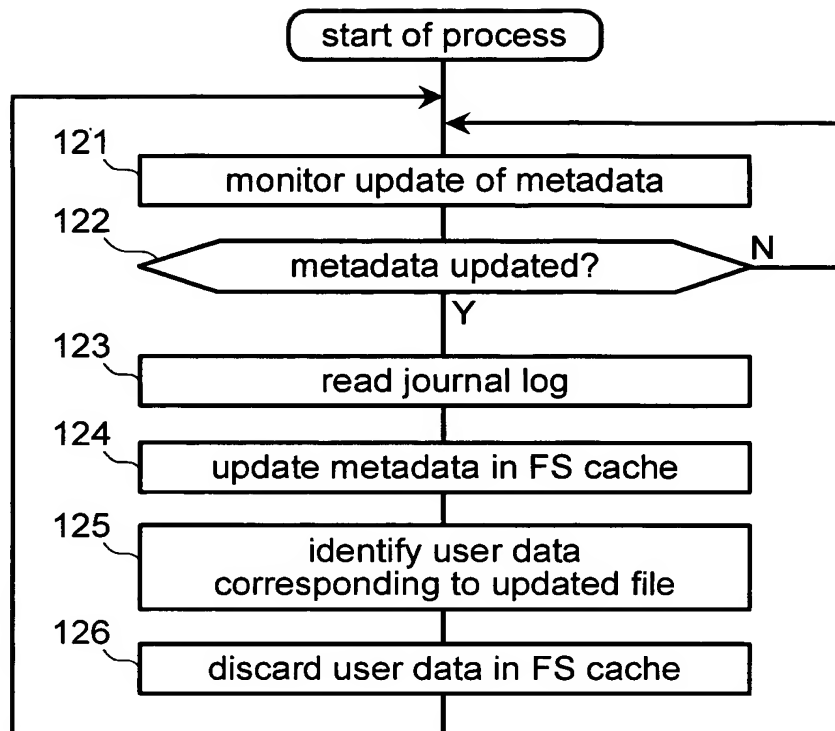 start of process
121
monitor update of metadata
122
metadata updated?
N
Y
123
read journal log
124
update metadata in FS cache
125
identify user data
corresponding to updated file
126
discard user data in FS cache